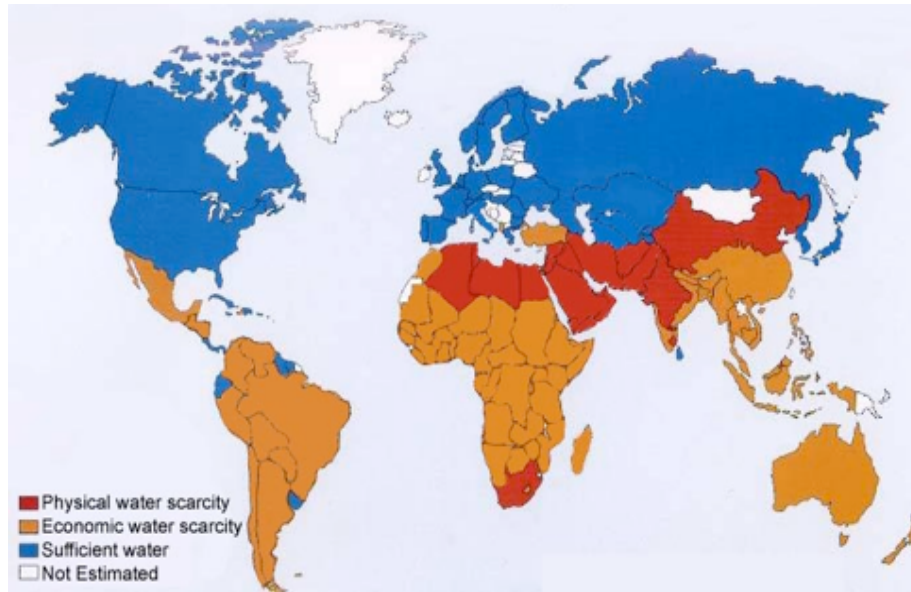 Physical water scarcity
Economic water scarcity
Sufficient water
Not Estimated